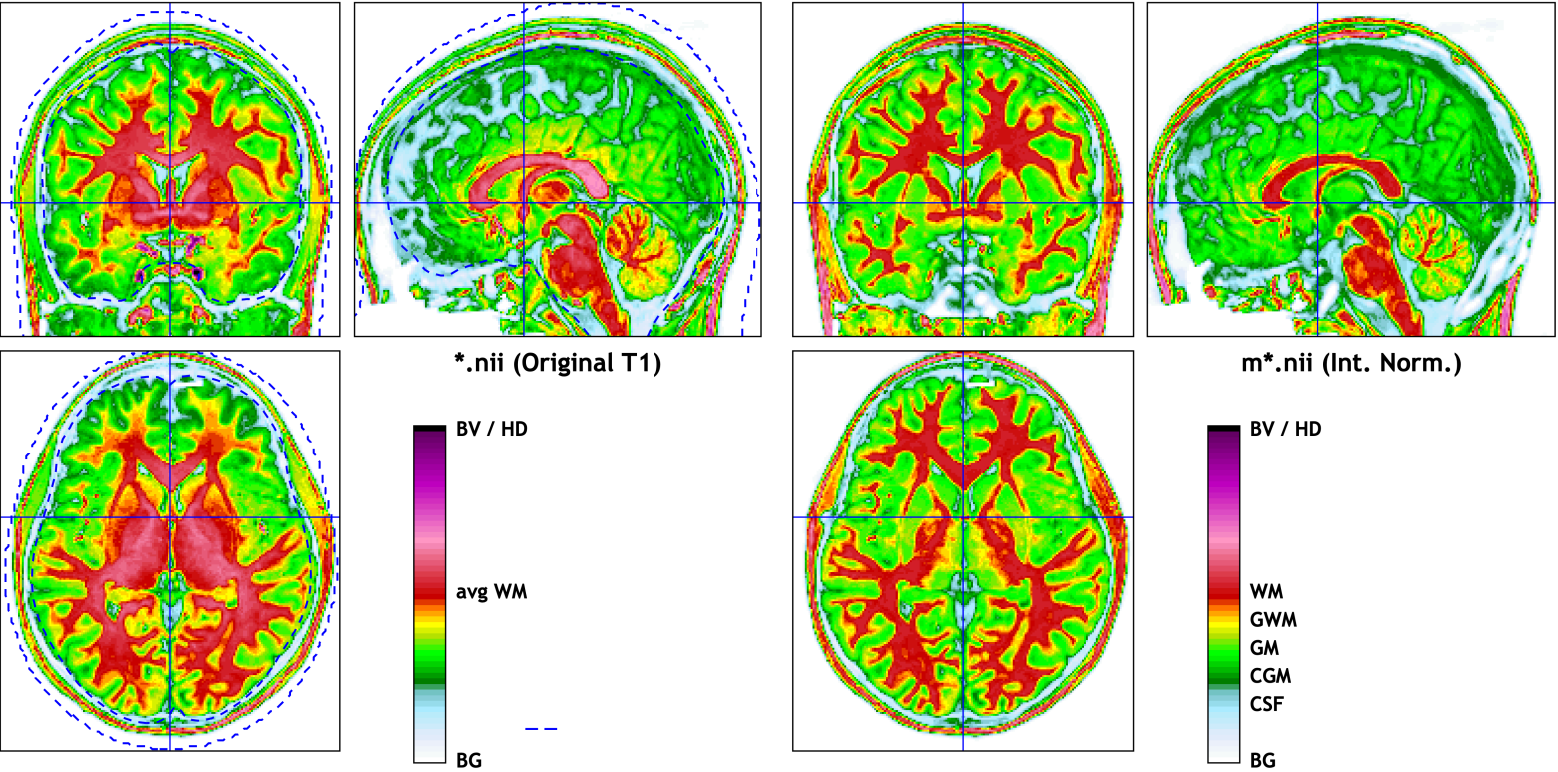 *.nii (Original T1)
BV / HD
avg WM
BG
m*.nii (Int. Norm.)
BV / HD
WM
GWM
GM
CGM
CSF
BG